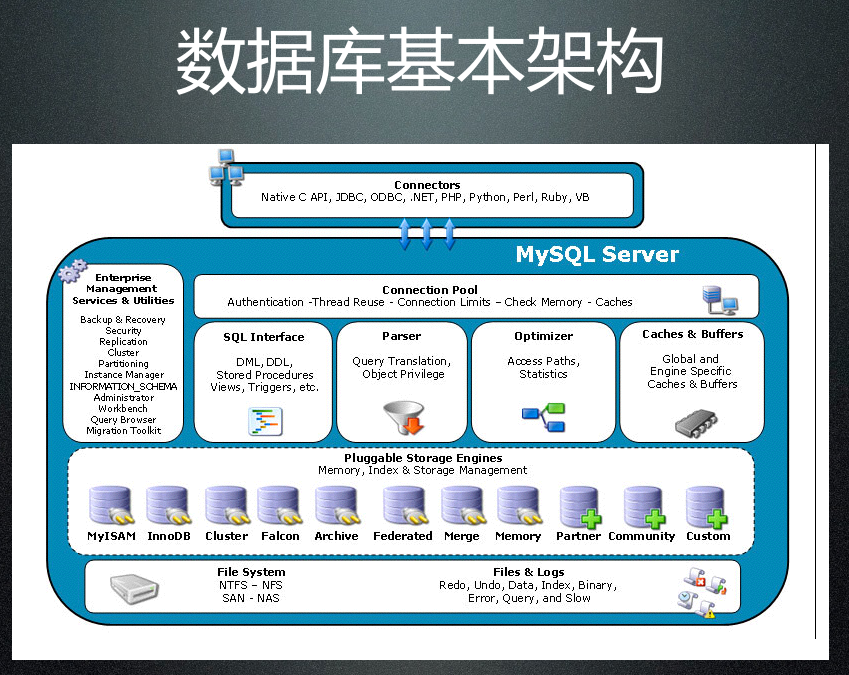 数据库基本架构
Connectors
Native C API, JDBC, ODBC, .NET, PHP, Python, Perl, Ruby, VB
MySQL Server
Enterprise
Management
Services & Utilities
Backup & Recovery
Security
Replication
Cluster
Partitioning
Instance Manager
INFORMATION_SCHEMA
Administrator
Workbench
Query Browser
Migration Toolkit
Connection Pool
Authentication -Thread Reuse - Connection Limits – Check Memory - Caches
SQL Interface
DML, DDL,
Stored Procedures
Views, Triggers, etc.
Parser
Query Translation,
Object Privilege
Optimizer
Access Paths,
Statistics
Caches & Buffers
Global and
Engine Specific
Caches & Buffers
Pluggable Storage Engines
Memory, Index & Storage Management
MyISAM InnoDB Cluster Falcon Archive Federated Merge Memory Partner Community Custom
File System
NTFS – NFS
SAN - NAS
Files & Logs
Redo, Undo, Data, Index, Binary,
Error, Query, and Slow